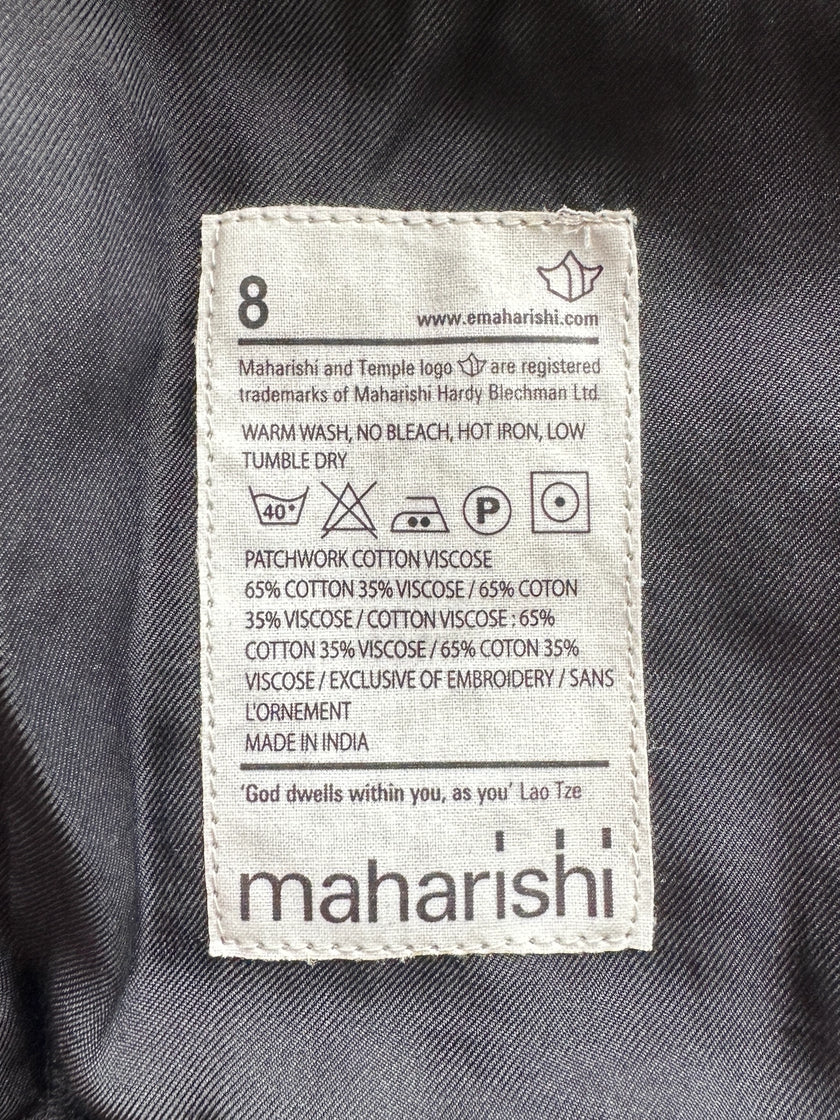 8
www.emaharishi.com
Maharishi and Temple logo are registered
trademarks of Maharishi Hardy Blechman Ltd.
WARM WASH, NO BLEACH, HOT IRON, LOW
TUMBLE DRY
40° P
PATCHWORK COTTON VISCOSE
65% COTTON 35% VISCOSE / 65% COTON
35% VISCOSE / COTTON VISCOSE : 65%
COTTON 35% VISCOSE / 65% COTON 35%
VISCOSE / EXCLUSIVE OF EMBROIDERY / SANS
L'ORNEMENT
MADE IN INDIA
'God dwells within you, as you' Lao Tze
maharishi